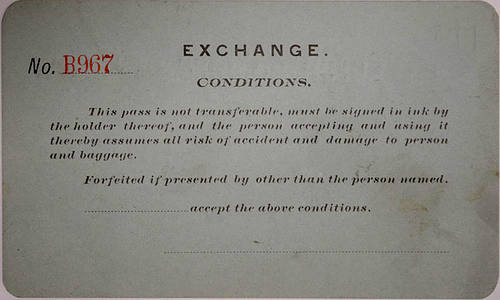 EXCHANGE.
No. B967
CONDITIONS.
This pass is not transferable, must be signed in ink by
the holder thereof, and the person accepting and using it
thereby assumes all risk of accident and damage to person
and baggage.
Forfeited if presented by other than the person named.
accept the above conditions.